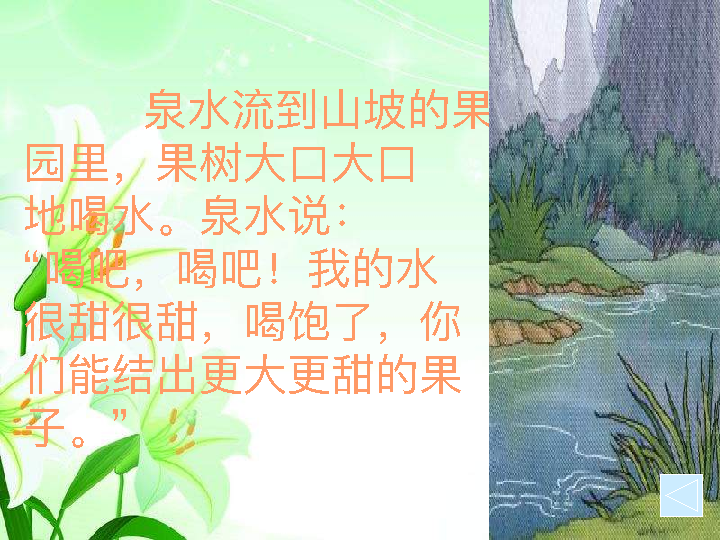 泉水流到山坡的果
园里，果树大口大口
地喝水。泉水说：
“喝吧，喝吧！我的水
很甜很甜，喝饱了，你
们能结出更大更甜的果
子。”